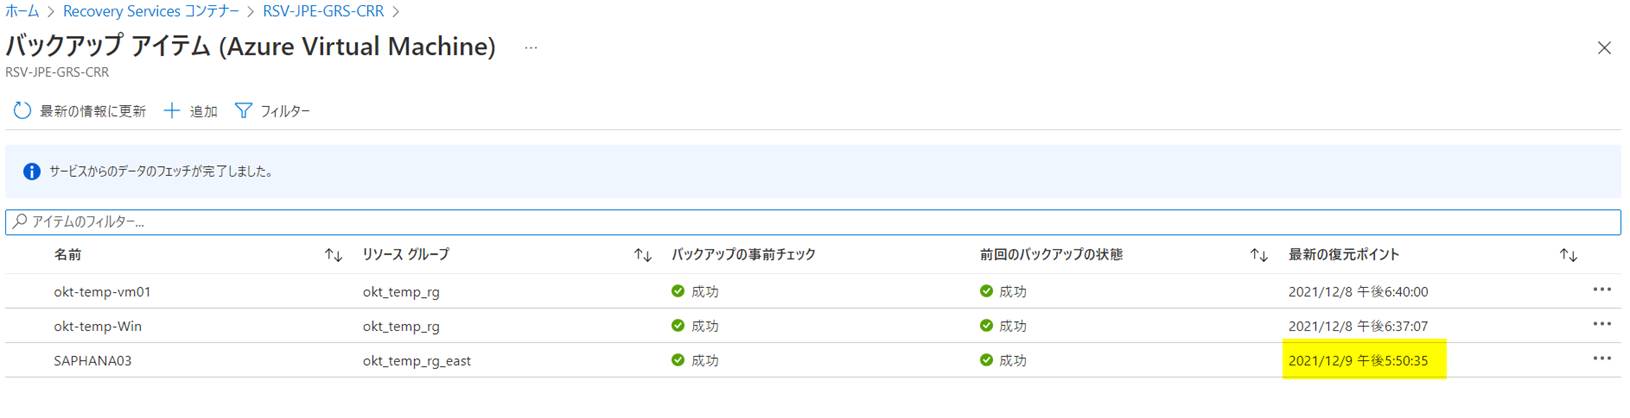 ホーム > Recovery Services コンテナー > RSV-JPE-GRS-CRR >
バックアップ アイテム (Azure Virtual Machine) ...
RSV-JPE-GRS-CRR
最新の情報に更新 追加 フィルター
サービスからのデータのフェッチが完了しました。
アイテムのフィルター...
名前 リソース グループ バックアップの事前チェック 前回のバックアップの状態 最新の復元ポイント
okt-temp-vm01 okt_temp_rg 成功 成功 2021/12/8 午後6:40:00
okt-temp-Win okt_temp_rg 成功 成功 2021/12/8 午後6:37:07
SAPHANA03 okt_temp_rg_east 成功 成功 2021/12/9 午後5:50:35